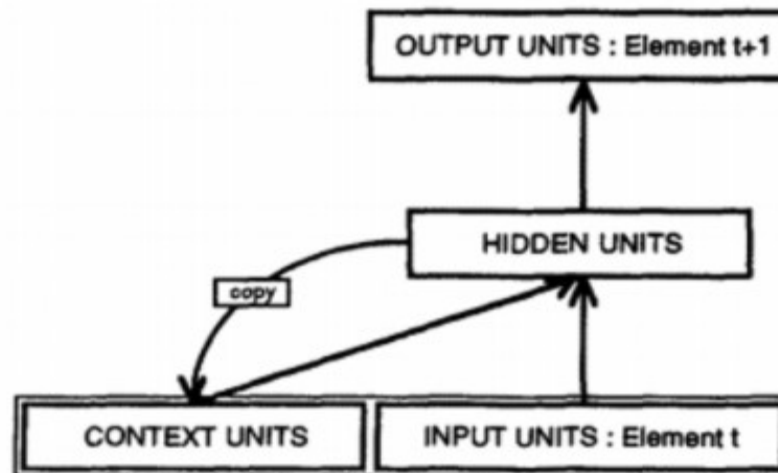 OUTPUT UNITS : Element t+1
HIDDEN UNITS
copy
CONTEXT UNITS
INPUT UNITS : Element t